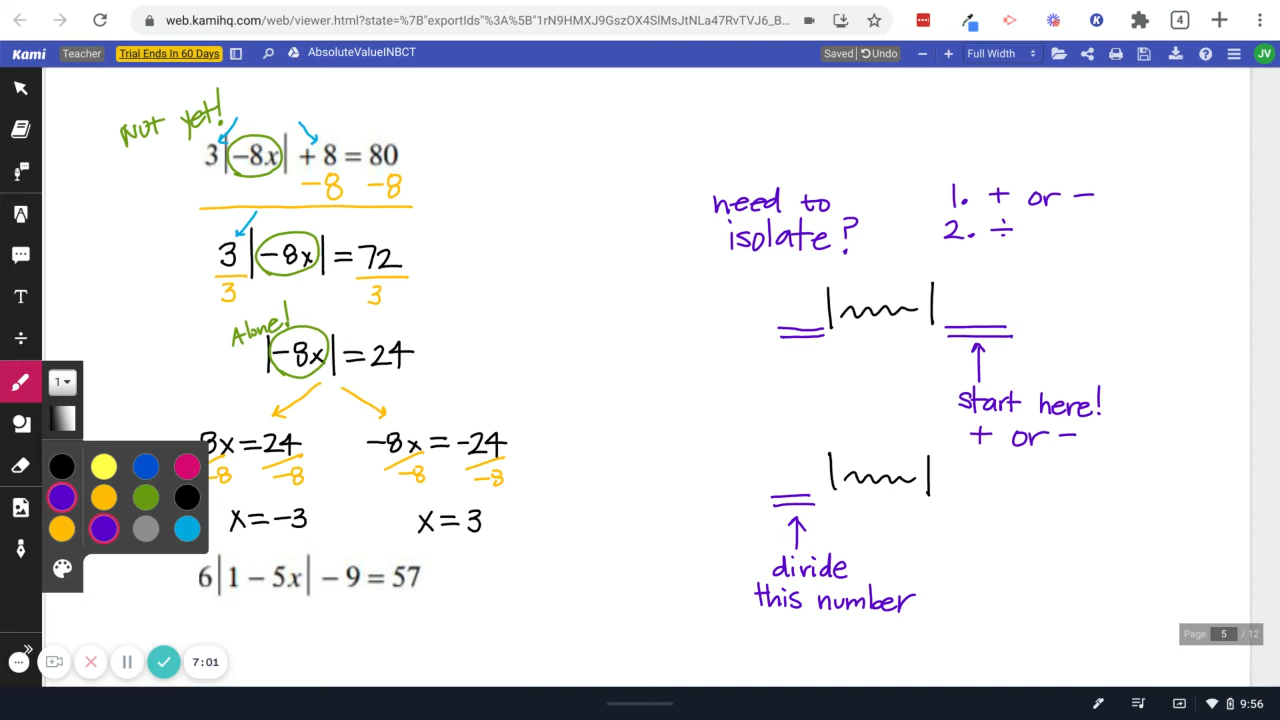 web.kamihq.com/web/viewer.html?state=%7B"exportIds"%3A%5B"1rN9HMXJ9GszOX4SlMsJtNLa47RvTVJ6_B...
4
Kami Teacher Trial Ends In 60 Days AbsoluteValueINBCT Saved Undo Full Width JV
Not yet!
3|−8x| + 8 = 80
−8 −8
3|−8x| = 72
3 3
Alone!
|−8x| = 24
8x = 24 −8x = −24
−8 −8 −8 −8
x = −3 x = 3
6|1 − 5x| − 9 = 57
need to
isolate?
1. + or −
2. ÷
start here!
+ or −
divide
this number
1
Page 5 / 12
7:01
9:56